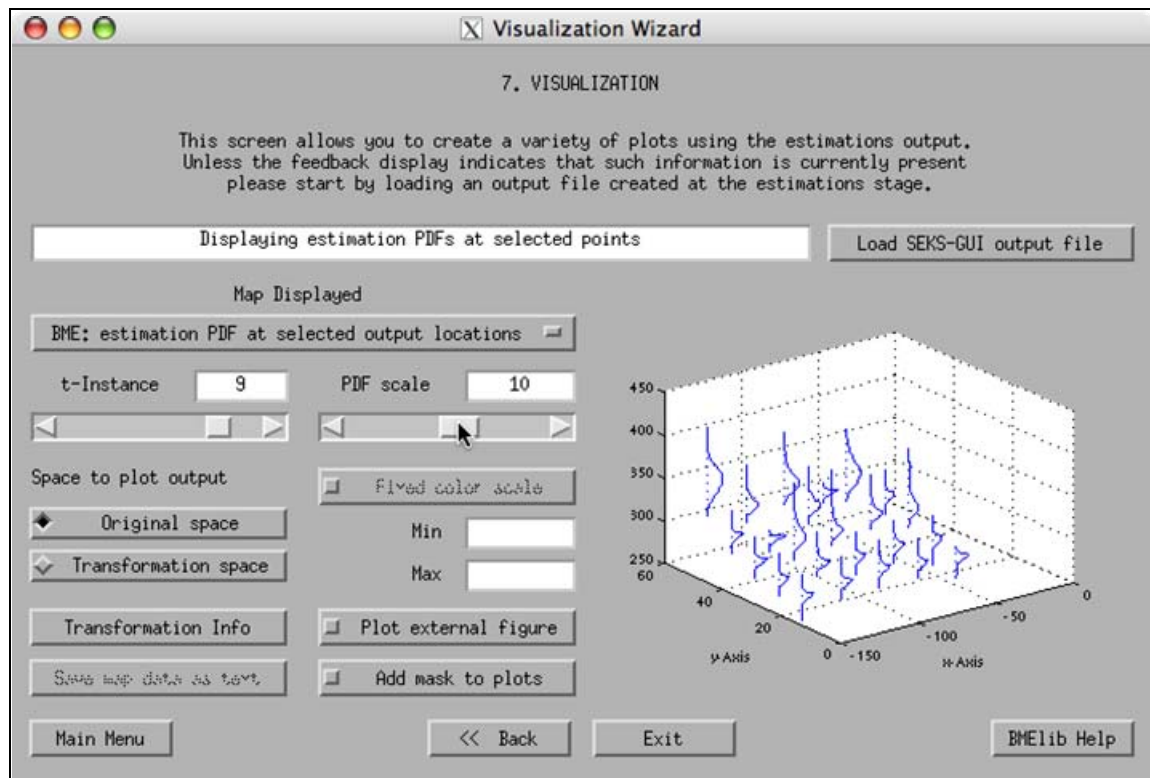 X Visualization Wizard
7. VISUALIZATION
This screen allows you to create a variety of plots using the estimations output.
Unless the feedback display indicates that such information is currently present
please start by loading an output file created at the estimations stage.
Displaying estimation PDFs at selected points
Load SEKS-GUI output file
Map Displayed
BME: estimation PDF at selected output locations
t-Instance
9
PDF scale
10
Space to plot output
Original space
Transformation space
Fixed color scale
Min
Max
Transformation Info
Plot external figure
Save map data as text
Add mask to plots
450
400
350
300
250
60
40
20
0
-150
-100
-50
0
y-Axis
x-Axis
Main Menu
<< Back
Exit
BMElib Help